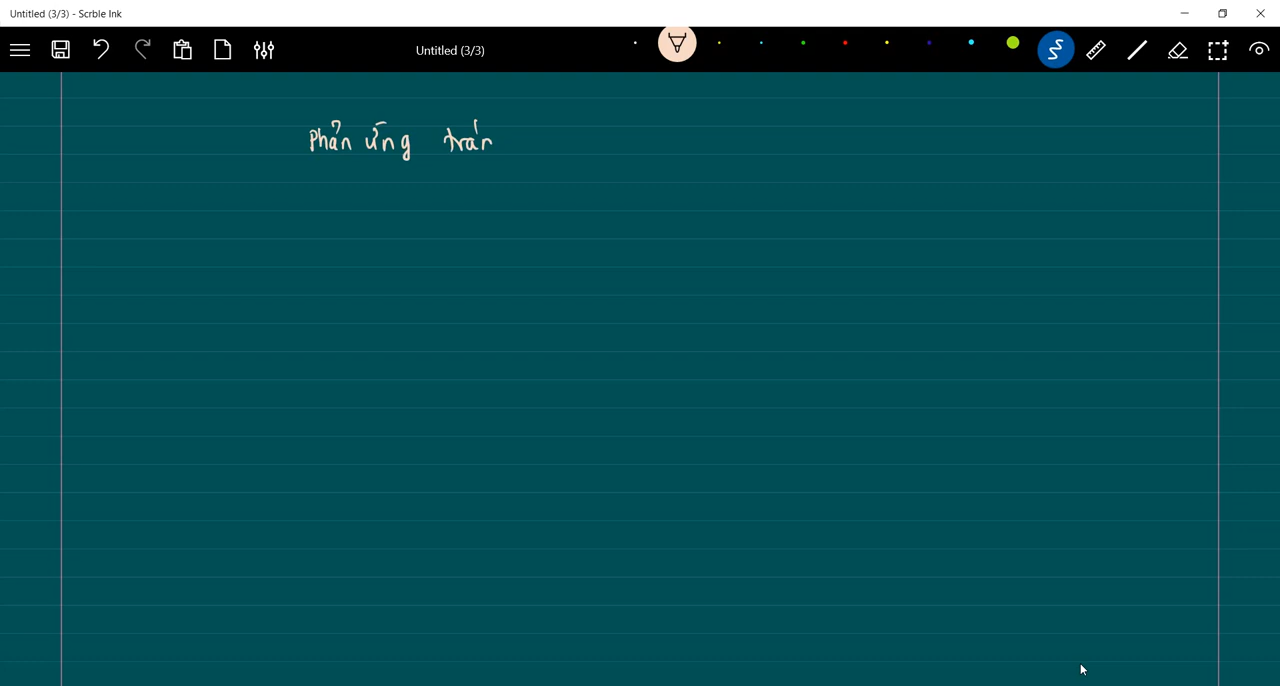 Untitled (3/3) - Scrble Ink
Untitled (3/3)
Phản ứng trán